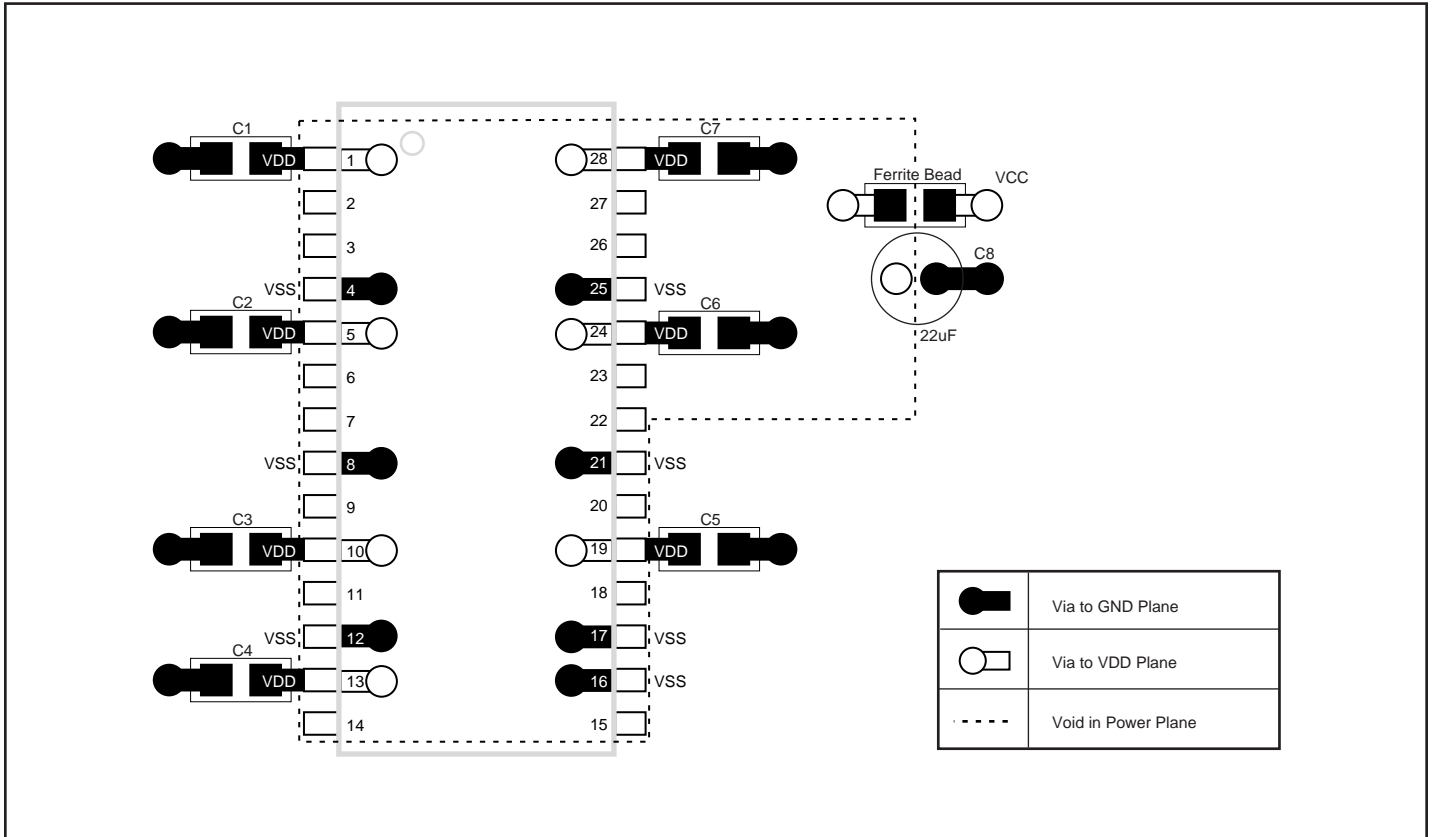 C1
C7
VDD
1
28
VDD
Ferrite Bead
VCC
2
27
3
26
VSS
4
25
VSS
C8
C2
C6
VDD
5
24
VDD
22uF
6
23
7
22
VSS
8
21
VSS
9
20
C3
C5
VDD
10
19
VDD
11
18
VSS
12
17
VSS
C4
VDD
13
16
VSS
14
15
Via to GND Plane
Via to VDD Plane
Void in Power Plane